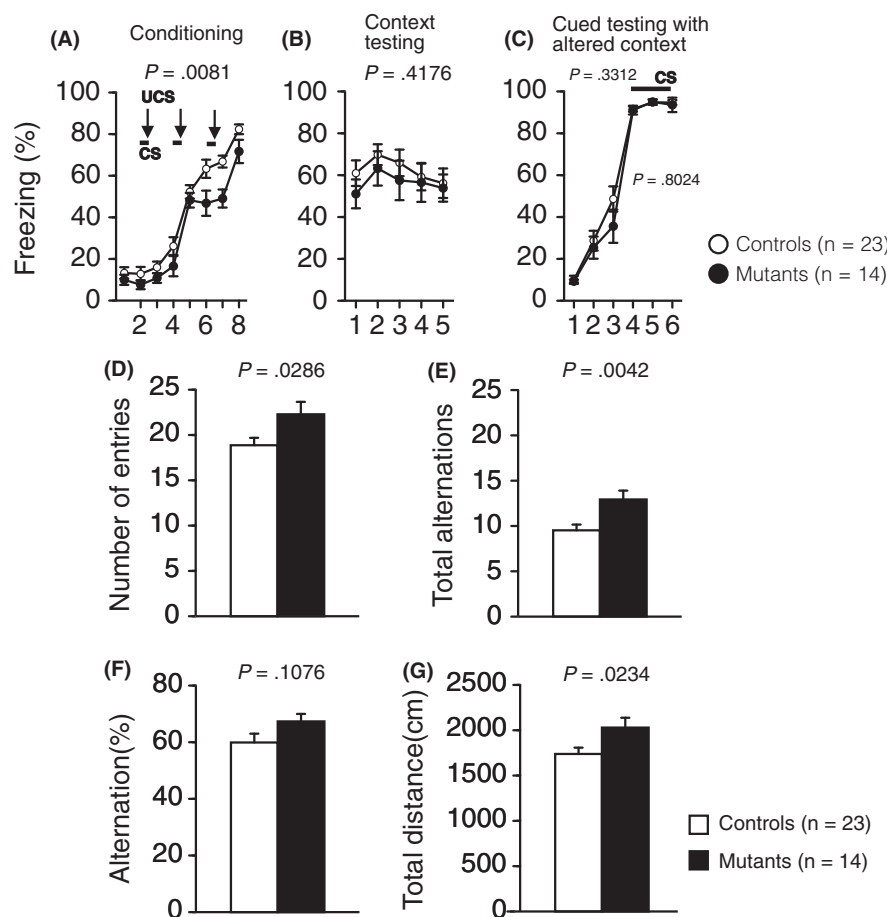 (A) Conditioning
P = .0081
UCS
CS
Freezing (%)
100
80
60
40
20
0
2 4 6 8
(B) Context
testing
P = .4176
100
80
60
40
20
0
1 2 3 4 5
(C) Cued testing with
altered context
P = .3312
CS
P = .8024
100
80
60
40
20
0
1 2 3 4 5 6
Controls (n = 23)
Mutants (n = 14)
(D) P = .0286
Number of entries
25
20
15
10
5
0
(E) P = .0042
Total alternations
25
20
15
10
5
0
(F) P = .1076
Alternation(%)
80
60
40
20
0
(G) P = .0234
Total distance(cm)
2500
2000
1500
1000
500
0
Controls (n = 23)
Mutants (n = 14)